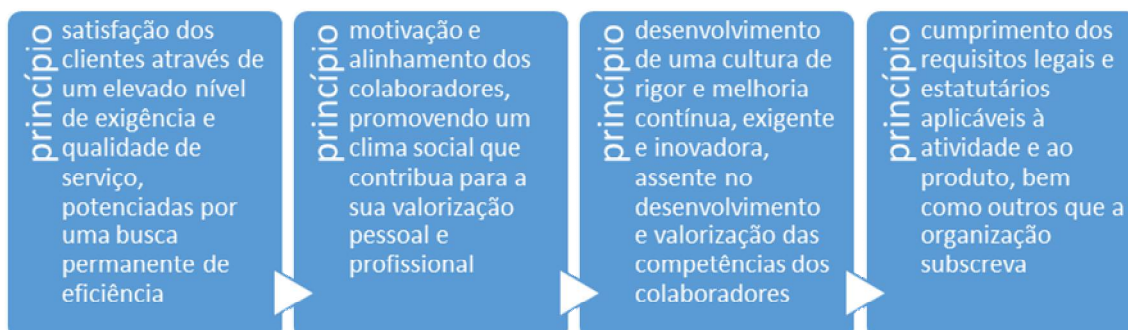 princípio
satisfação dos
clientes através de
um elevado nível
de exigência e
qualidade de
serviço,
potenciadas por
uma busca
permanente de
eficiência
princípio
motivação e
alinhamento dos
colaboradores,
promovendo um
clima social que
contribua para a
sua valorização
pessoal e
profissional
princípio
desenvolvimento
de uma cultura de
rigor e melhoria
contínua, exigente
e inovadora,
assente no
desenvolvimento
e valorização das
competências dos
colaboradores
princípio
cumprimento dos
requisitos legais e
estatutários
aplicáveis à
atividade e ao
produto, bem
como outros que a
organização
subscreva